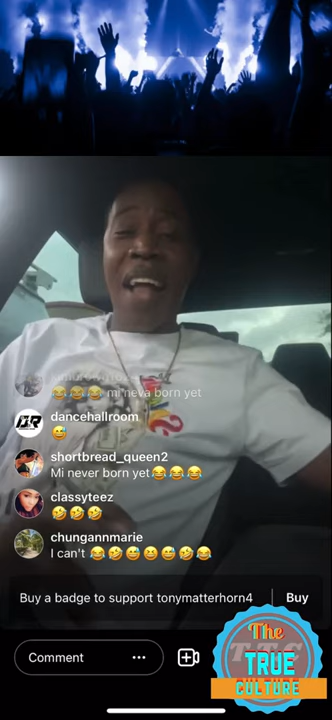 😂😂😂 mi neva born yet
dancehallroom
😅
shortbread_queen2
Mi never born yet😂😂😂
classyteez
🤣🤣🤣
chungannmarie
I can't 😂🤣😅😆😅🤣😂
Buy a badge to support tonymatterhorn4
Buy
Comment
The
TTC
TRUE
CULTURE